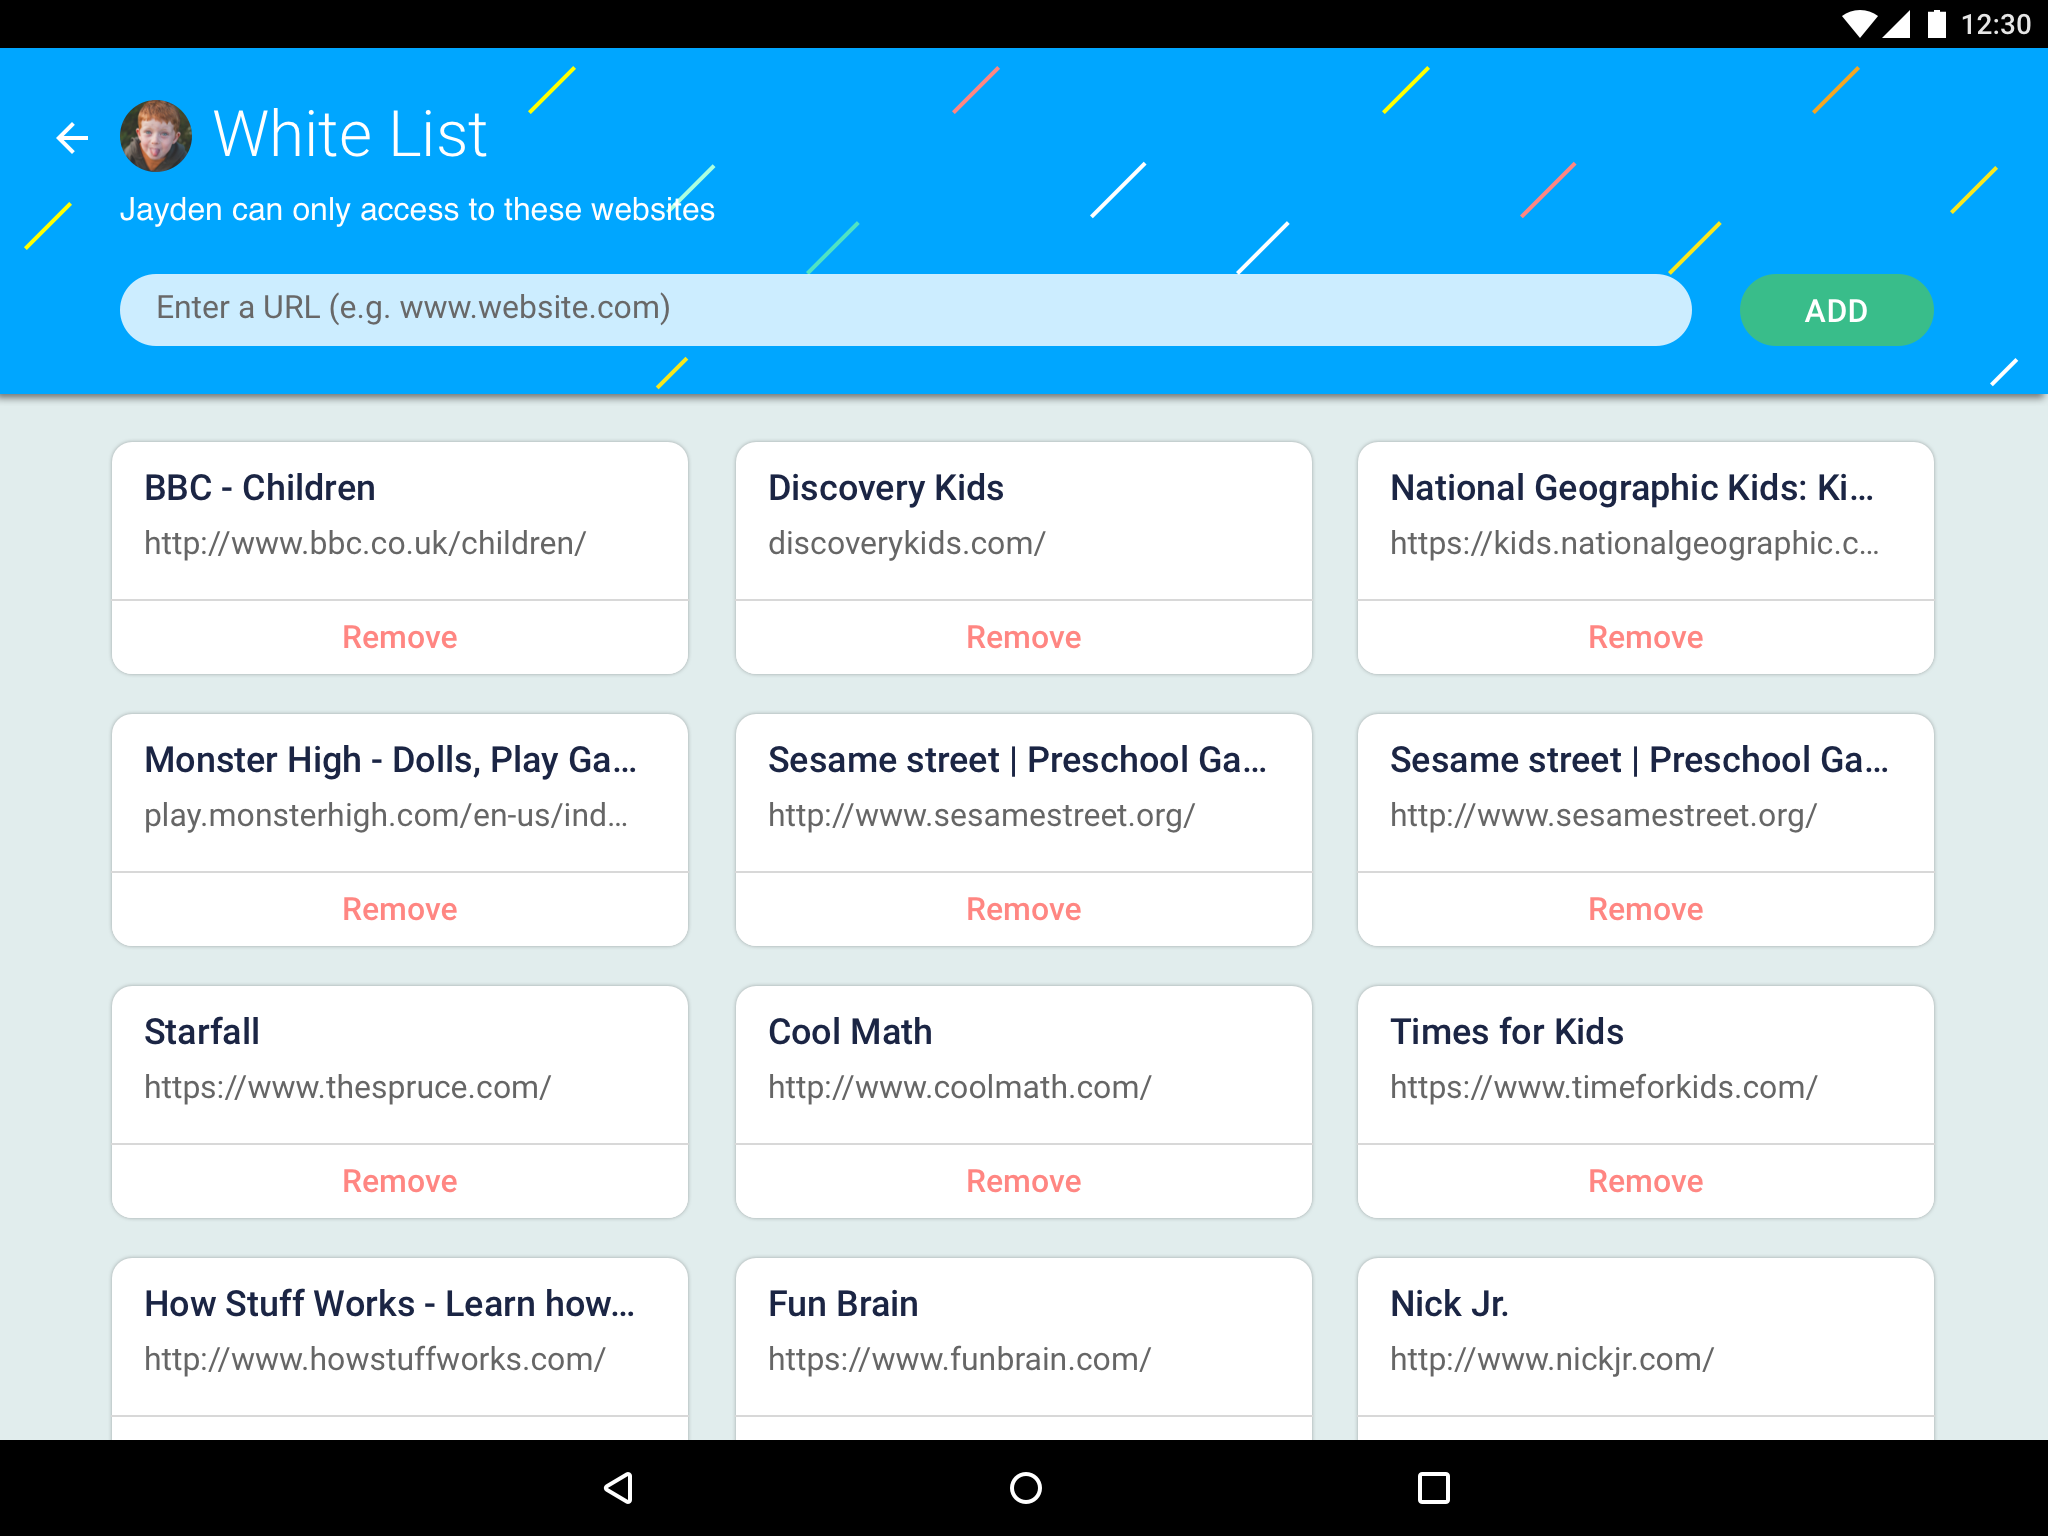 12:30
White List
Jayden can only access to these websites
Enter a URL (e.g. www.website.com)
ADD
BBC - Children
http://www.bbc.co.uk/children/
Remove
Discovery Kids
discoverykids.com/
Remove
National Geographic Kids: Ki...
https://kids.nationalgeographic.c...
Remove
Monster High - Dolls, Play Ga...
play.monsterhigh.com/en-us/ind...
Remove
Sesame street | Preschool Ga...
http://www.sesamestreet.org/
Remove
Sesame street | Preschool Ga...
http://www.sesamestreet.org/
Remove
Starfall
https://www.thespruce.com/
Remove
Cool Math
http://www.coolmath.com/
Remove
Times for Kids
https://www.timeforkids.com/
Remove
How Stuff Works - Learn how...
http://www.howstuffworks.com/
Fun Brain
https://www.funbrain.com/
Nick Jr.
http://www.nickjr.com/